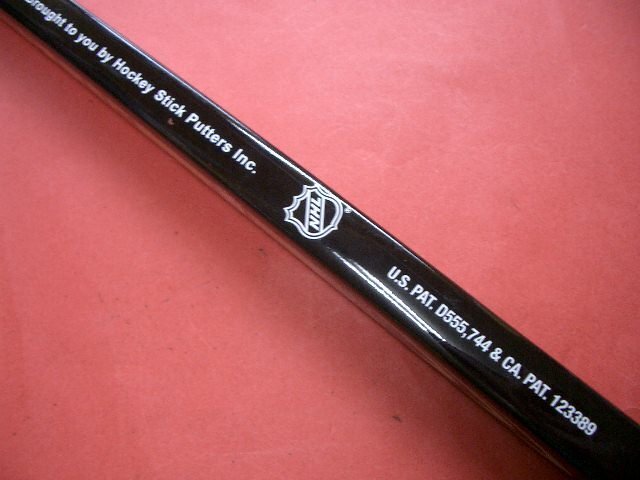 Brought to you by Hockey Stick Putters Inc.
NHL
®
U.S. PAT. D555,744 & CA. PAT. 123389